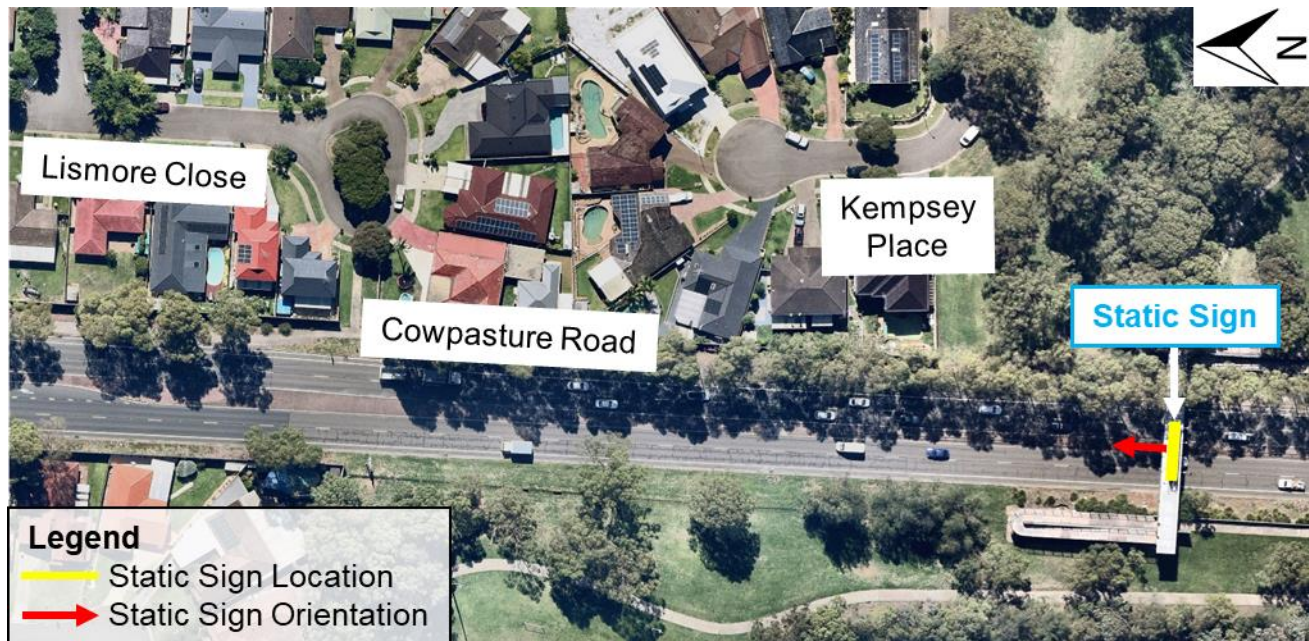 N
Lismore Close
Kempsey
Place
Static Sign
Cowpasture Road
Legend
Static Sign Location
Static Sign Orientation